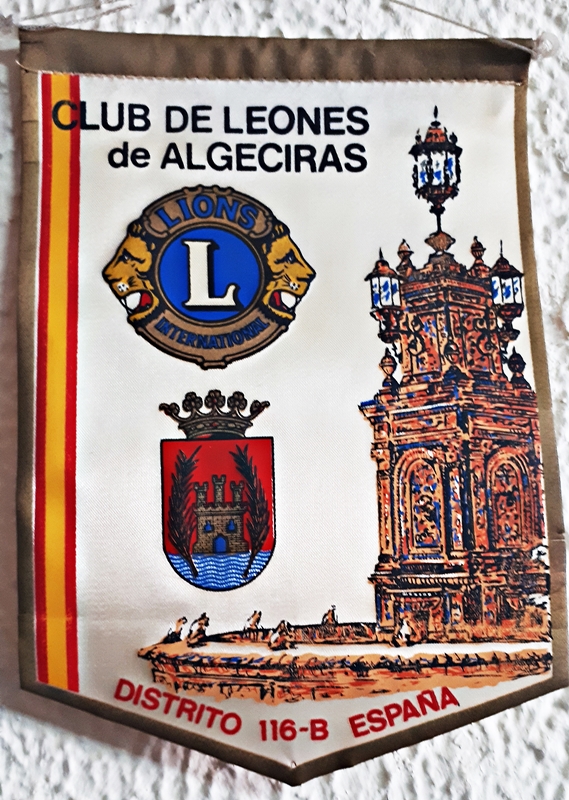 CLUB DE LEONES
de ALGECIRAS
LIONS
L
INTERNATIONAL
DISTRITO 116-B ESPAÑA